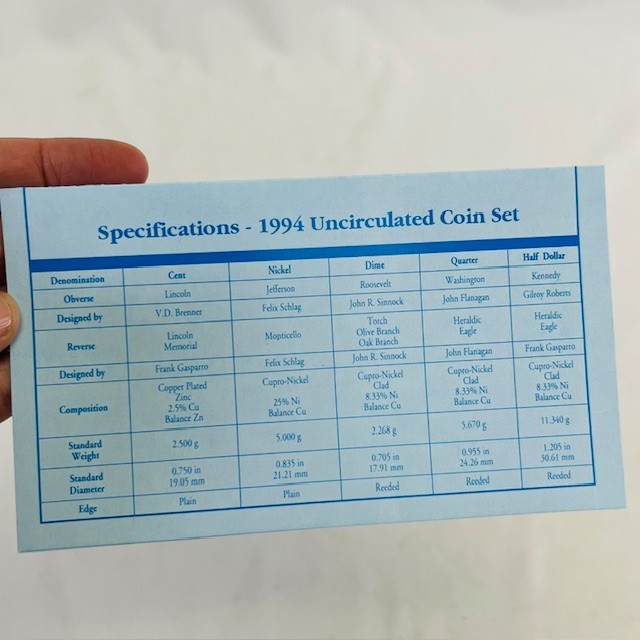 Specifications - 1994 Uncirculated Coin Set
Denomination Cent Nickel Dime Quarter Half Dollar
Obverse Lincoln Jefferson Roosevelt Washington Kennedy
Designed by V.D. Brenner Felix Schlag John R. Sinnock John Flanagan Gilroy Roberts
Reverse Lincoln Memorial Monticello Torch Olive Branch Oak Branch Heraldic Eagle Heraldic Eagle
Designed by Frank Gasparro Felix Schlag John R. Sinnock John Flanagan Frank Gasparro
Composition Copper Plated Zinc 2.5% Cu Balance Zn Cupro-Nickel 25% Ni Balance Cu Cupro-Nickel Clad 8.33% Ni Balance Cu Cupro-Nickel Clad 8.33% Ni Balance Cu Cupro-Nickel Clad 8.33% Ni Balance Cu
Standard Weight 2.500 g 5.000 g 2.268 g 5.670 g 11.340 g
Standard Diameter 0.750 in 19.05 mm 0.835 in 21.21 mm 0.705 in 17.91 mm 0.955 in 24.26 mm 1.205 in 30.61 mm
Edge Plain Plain Reeded Reeded Reeded